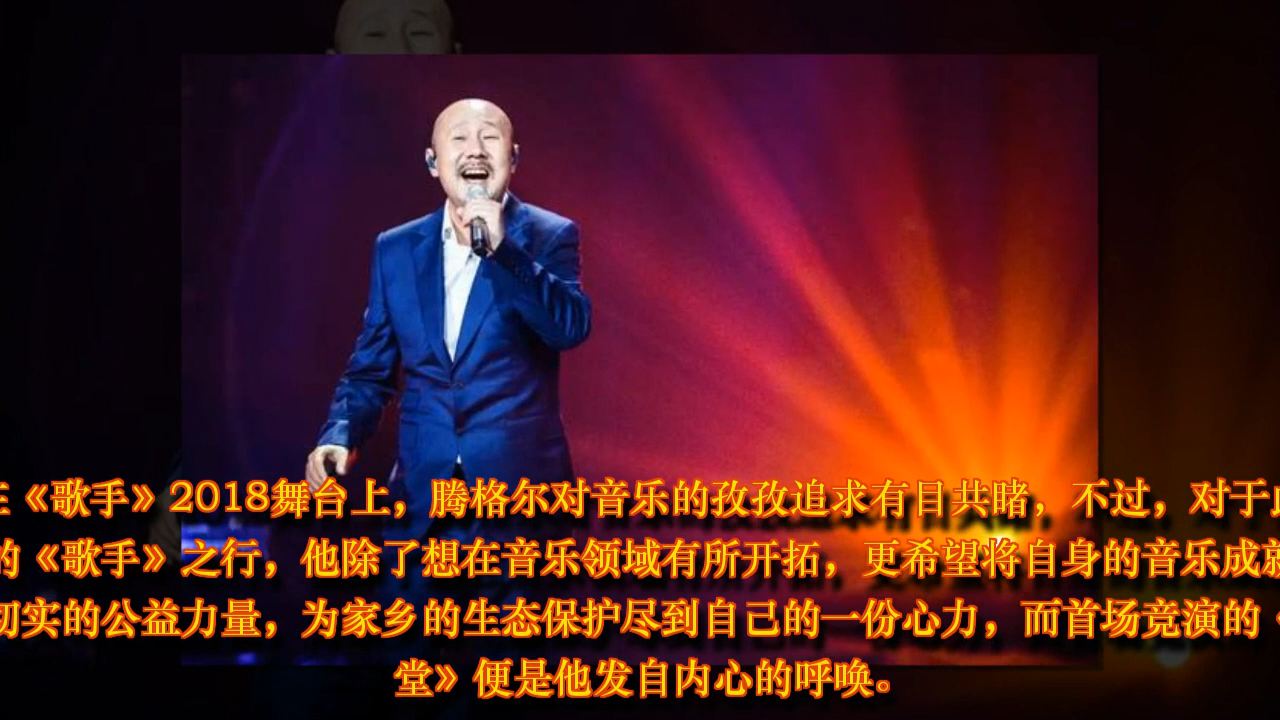 《歌手》2018舞台上，腾格尔对音乐的孜孜追求有目共睹，不过，对于
的《歌手》之行，他除了想在音乐领域有所开拓，更希望将自身的音乐成就
切实的公益力量，为家乡的生态保护尽到自己的一份心力，而首场竞演的《
堂》便是他发自内心的呼唤。